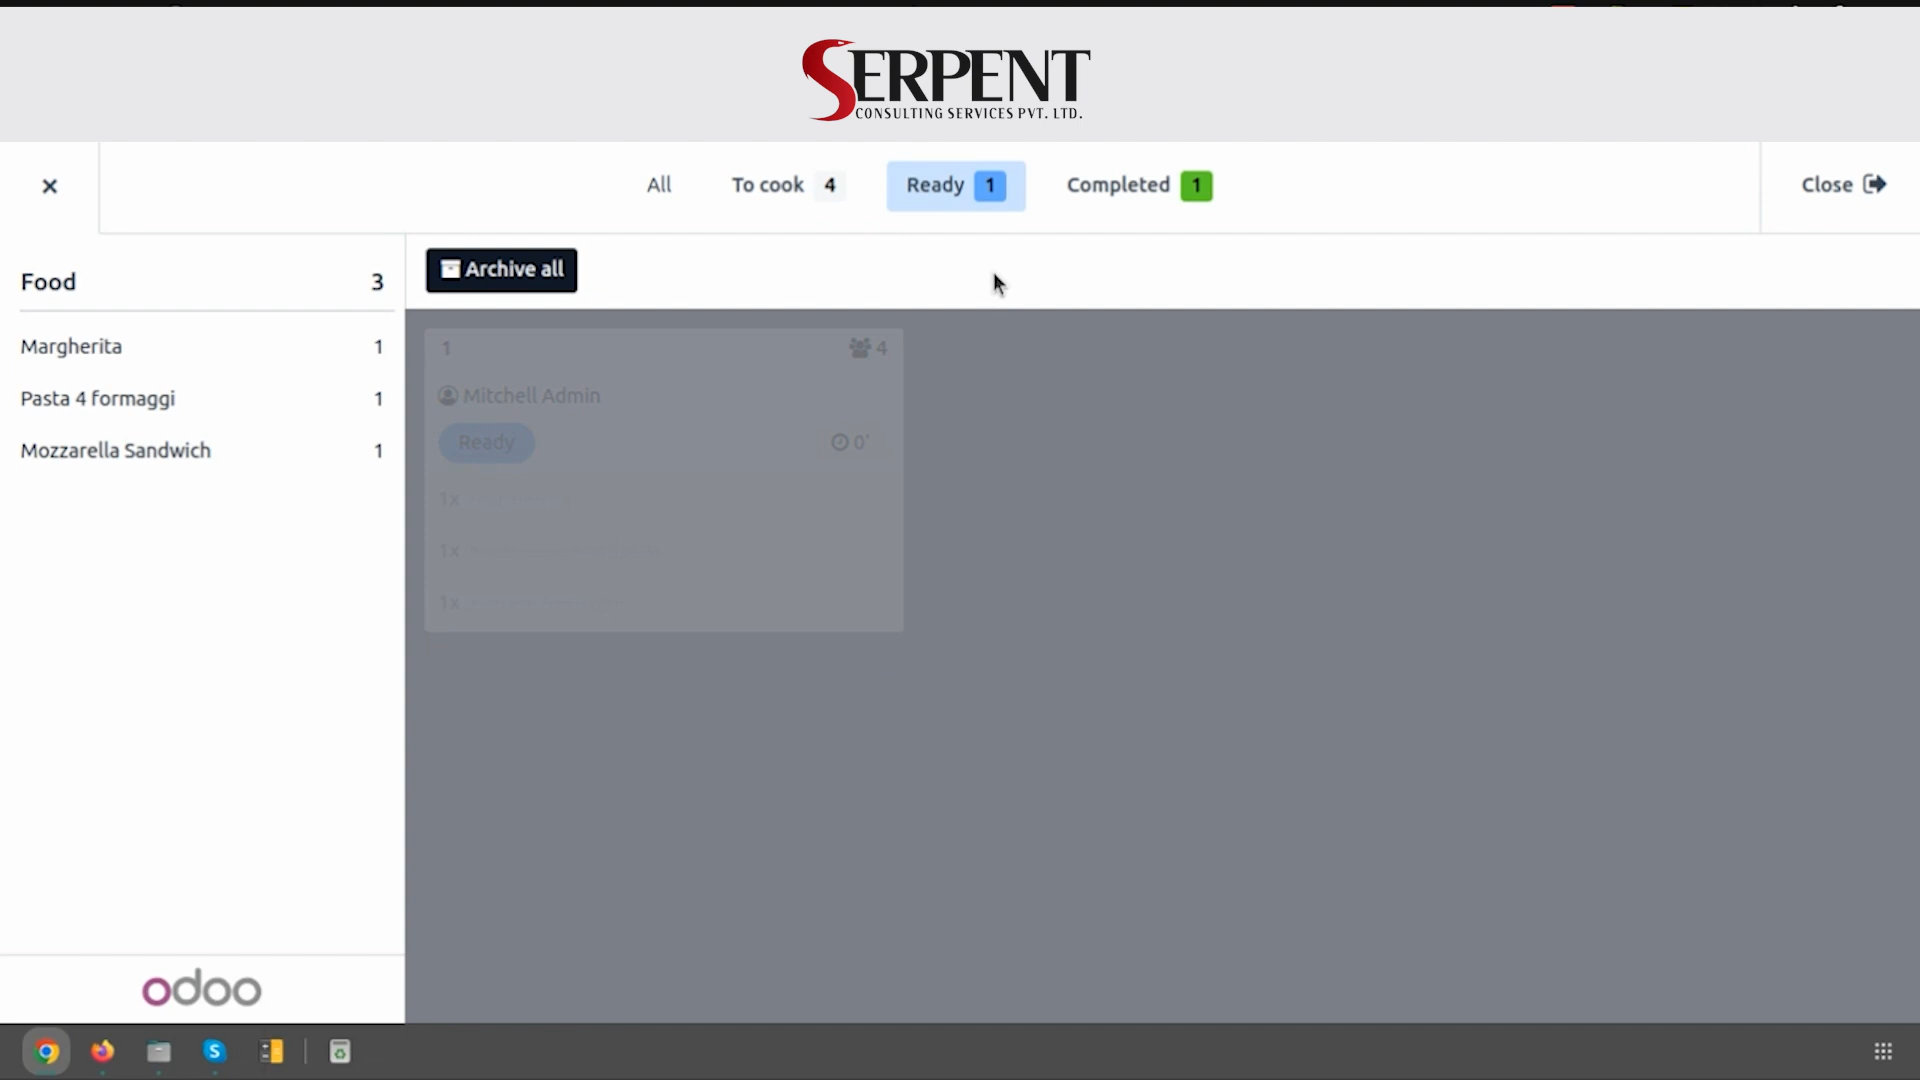 SERPENT
CONSULTING SERVICES PVT. LTD.
All
To cook 4
Ready 1
Completed 1
Close
Archive all
Food 3
Margherita 1
Pasta 4 formaggi 1
Mozzarella Sandwich 1
1 4
Mitchell Admin
Ready 0'
1x
1x
1x
odoo